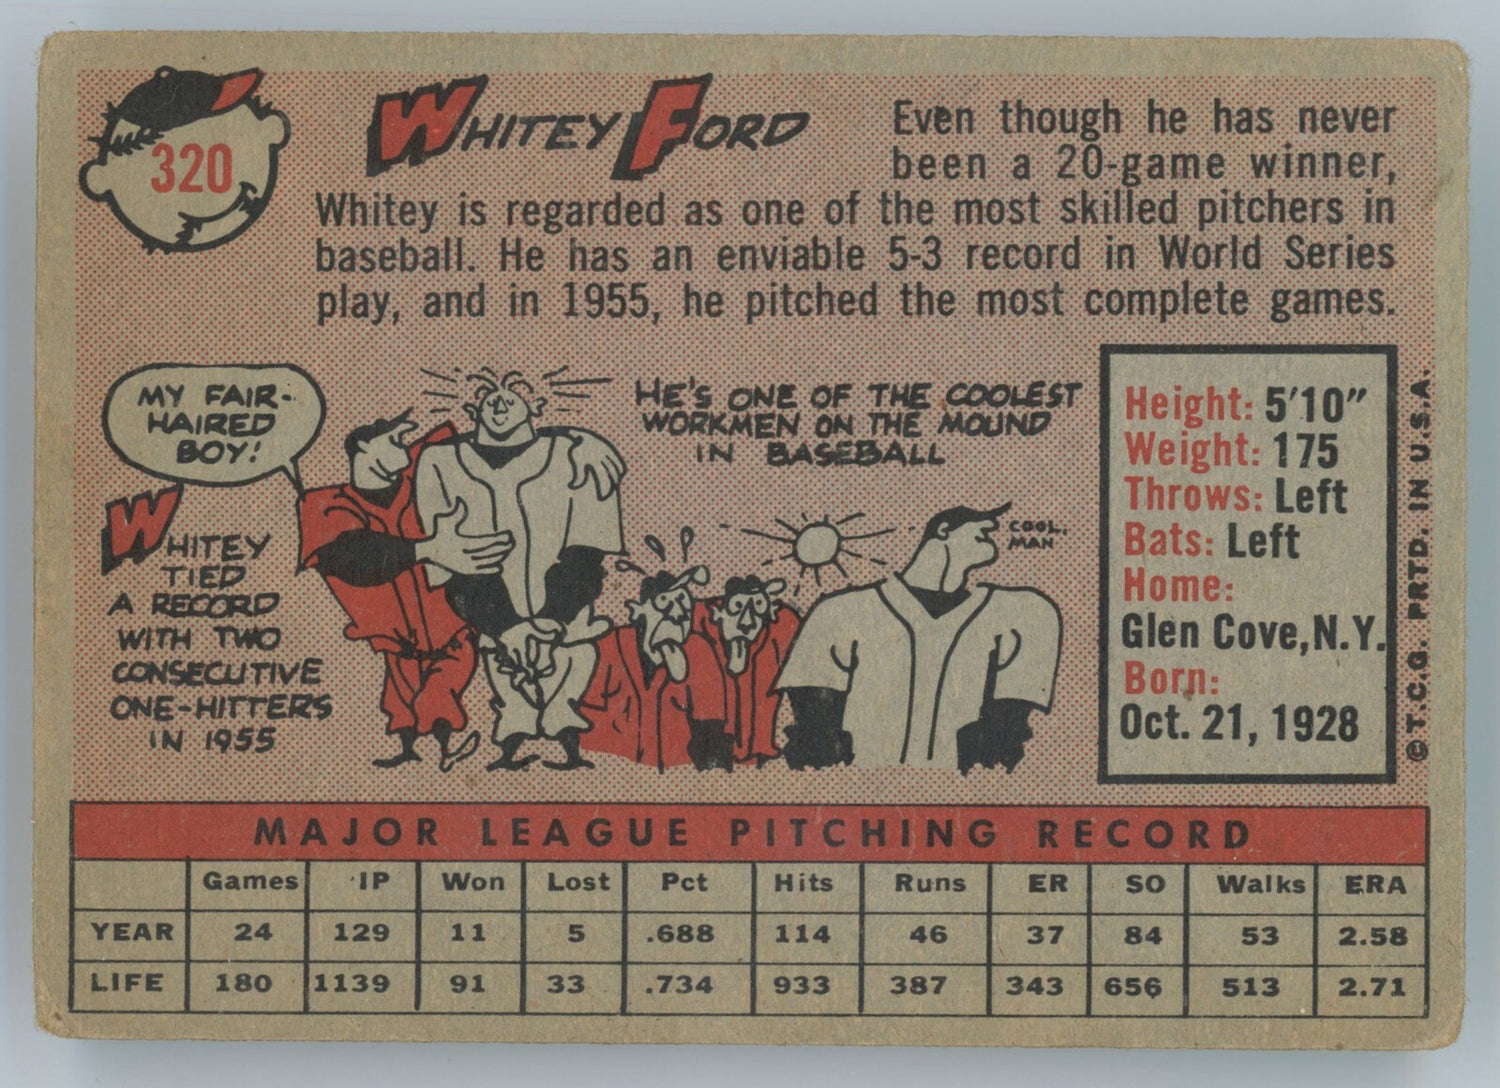 320
WHITEY FORD
Even though he has never
been a 20-game winner,
Whitey is regarded as one of the most skilled pitchers in
baseball. He has an enviable 5-3 record in World Series
play, and in 1955, he pitched the most complete games.
MY FAIR-
HAIRED
BOY!
WHITEY
TIED
A RECORD
WITH TWO
CONSECUTIVE
ONE-HITTERS
IN 1955
HE'S ONE OF THE COOLEST
WORKMEN ON THE MOUND
IN BASEBALL
COOL
MAN
Height: 5'10"
Weight: 175
Throws: Left
Bats: Left
Home:
Glen Cove, N.Y.
Born:
Oct. 21, 1928
©T.C.G. PRTD. IN U.S.A.
MAJOR LEAGUE PITCHING RECORD
Games IP Won Lost Pct Hits Runs ER SO Walks ERA
YEAR 24 129 11 5 .688 114 46 37 84 53 2.58
LIFE 180 1139 91 33 .734 933 387 343 656 513 2.71